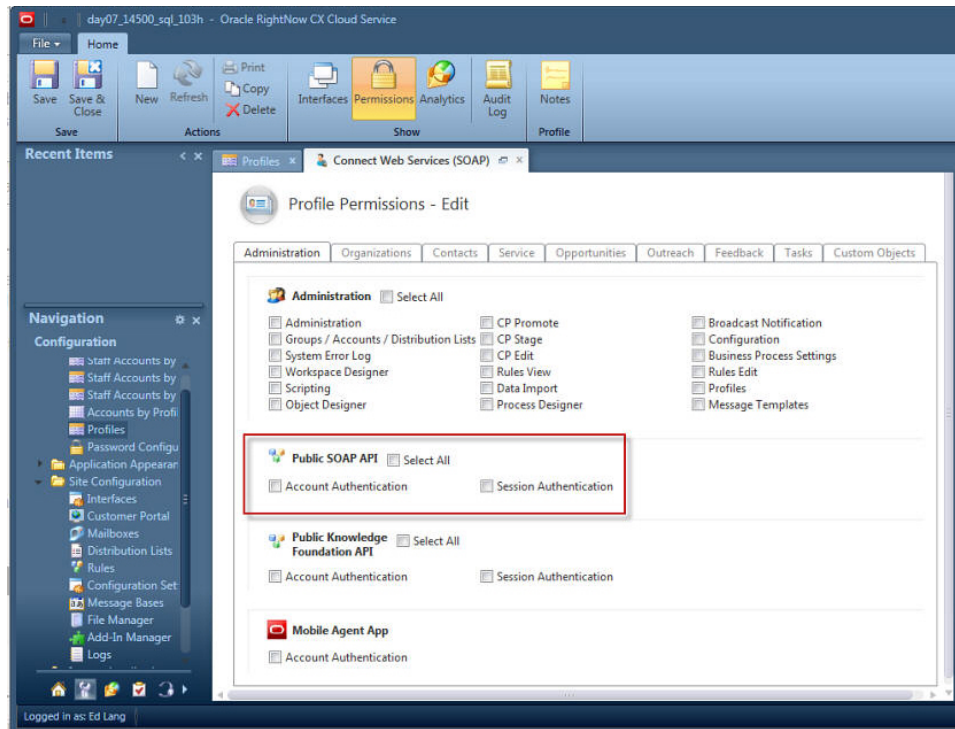 day07_14500_sql_103h - Oracle RightNow CX Cloud Service
File Home
Save Save & Close New Refresh Print Copy Delete Interfaces Permissions Analytics Audit Log Notes
Save Actions Show Profile
Recent Items
Profiles Connect Web Services (SOAP)
Profile Permissions - Edit
Administration Organizations Contacts Service Opportunities Outreach Feedback Tasks Custom Objects
Administration Select All
Administration CP Promote Broadcast Notification
Groups / Accounts / Distribution Lists CP Stage Configuration
System Error Log CP Edit Business Process Settings
Workspace Designer Rules View Rules Edit
Scripting Data Import Profiles
Object Designer Process Designer Message Templates
Public SOAP API Select All
Account Authentication Session Authentication
Public Knowledge Foundation API Select All
Account Authentication Session Authentication
Mobile Agent App
Account Authentication
Navigation
Configuration
Staff Accounts by
Staff Accounts by
Staff Accounts by
Accounts by Profi
Profiles
Password Configu
Application Appearan
Site Configuration
Interfaces
Customer Portal
Mailboxes
Distribution Lists
Rules
Configuration Set
Message Bases
File Manager
Add-In Manager
Logs
Logged in as: Ed Lang